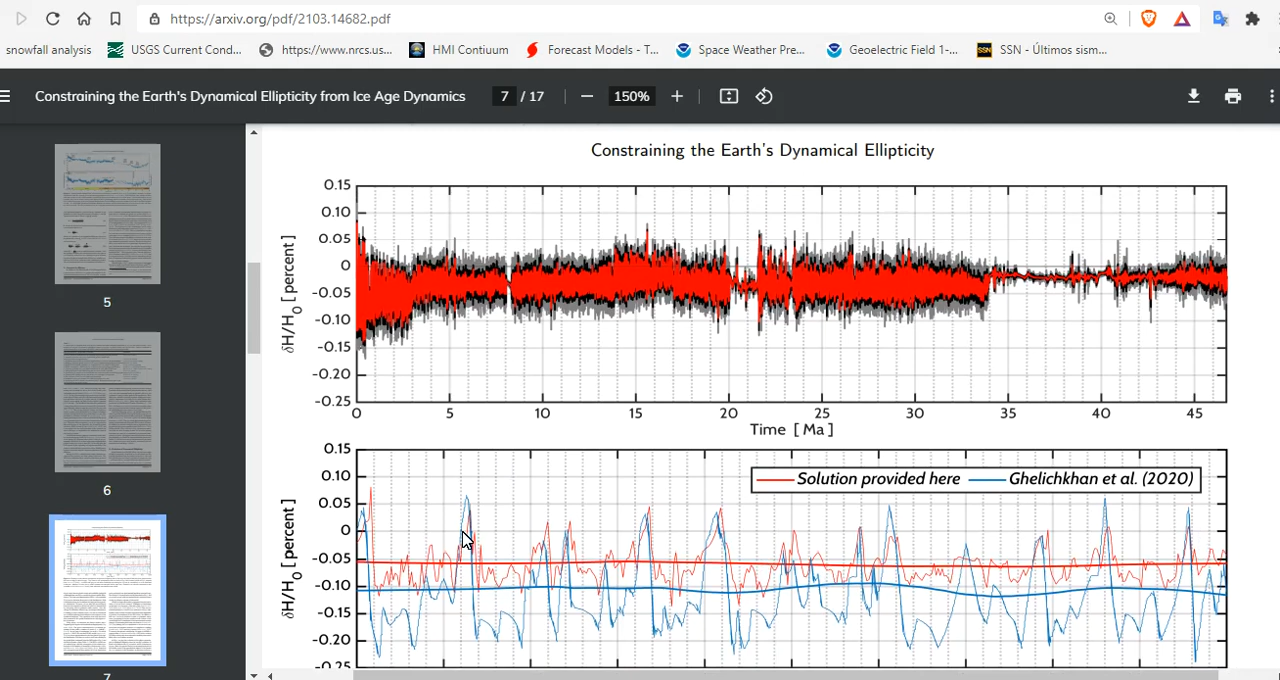 https://arxiv.org/pdf/2103.14682.pdf
snowfall analysis USGS Current Cond... https://www.nrcs.us... HMI Contiuum Forecast Models - T... Space Weather Pre... Geoelectric Field 1-... SSN SSN - Últimos sism...
Constraining the Earth's Dynamical Ellipticity from Ice Age Dynamics 7 / 17 150%
5
6
7
Constraining the Earth's Dynamical Ellipticity
0.15
0.10
0.05
0
-0.05
-0.10
-0.15
-0.20
-0.25
δH/H0 [ percent ]
0 5 10 15 20 25 30 35 40 45
Time [ Ma ]
0.15
0.10
0.05
0
-0.05
-0.10
-0.15
-0.20
-0.25
δH/H0 [ percent ]
Solution provided here Ghelichkhan et al. (2020)